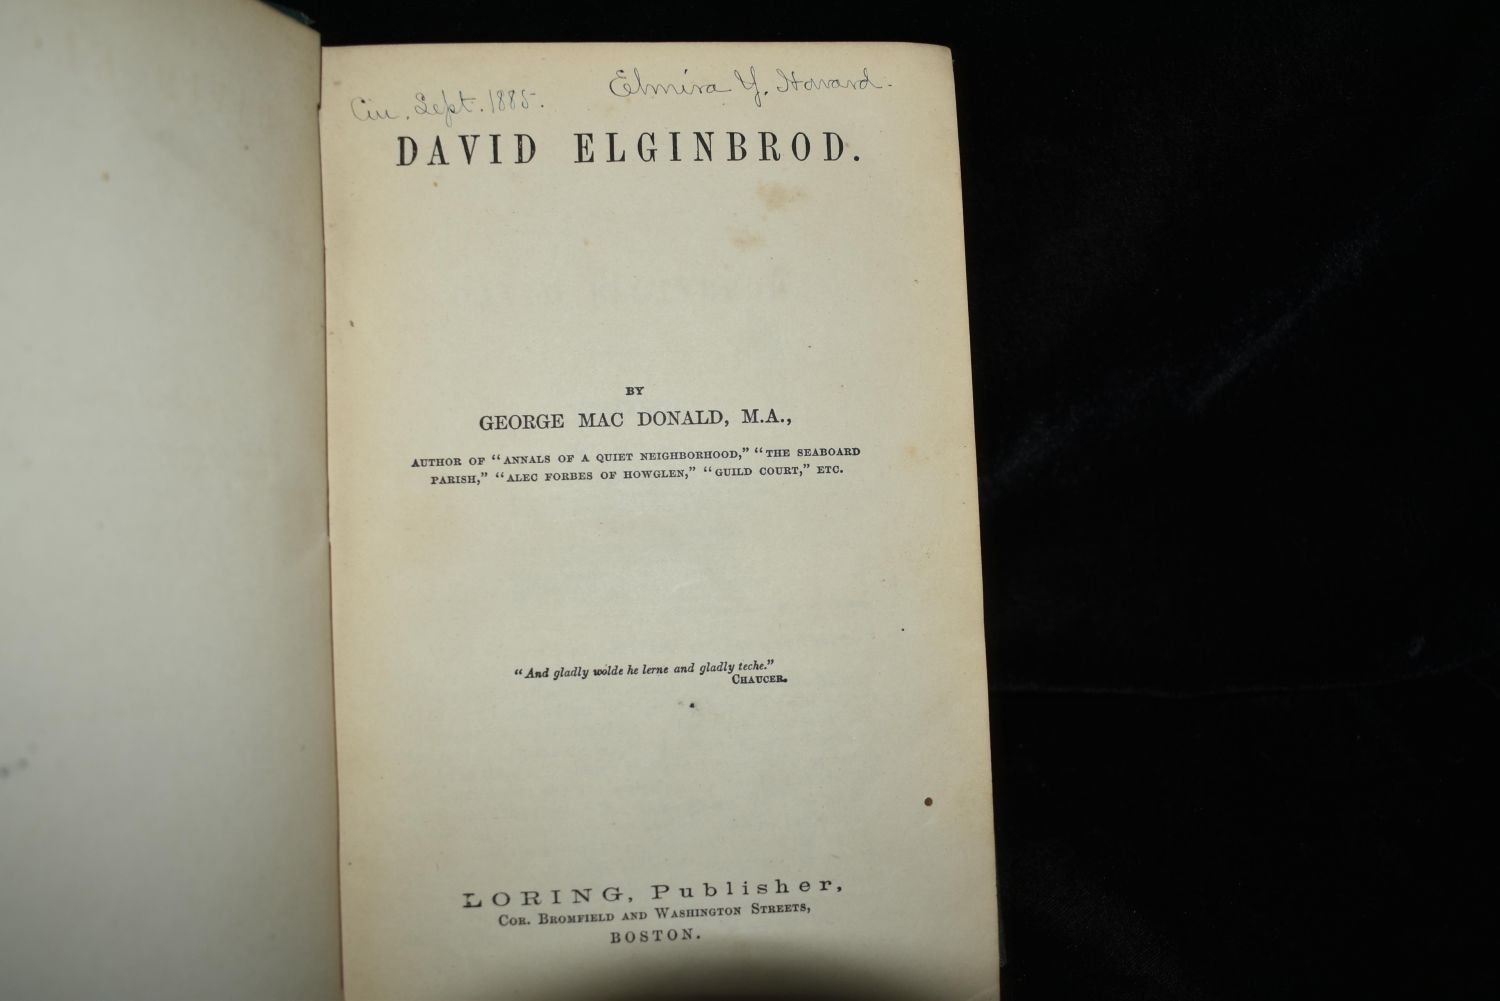 Cin. Sept. 1885. Elmira Y. Howard.
DAVID ELGINBROD.
BY
GEORGE MAC DONALD, M.A.,
AUTHOR OF "ANNALS OF A QUIET NEIGHBORHOOD," "THE SEABOARD
PARISH," "ALEC FORBES OF HOWGLEN," "GUILD COURT," ETC.
"And gladly wolde he lerne and gladly teche."
CHAUCER.
LORING, Publisher,
COR. BROMFIELD AND WASHINGTON STREETS,
BOSTON.